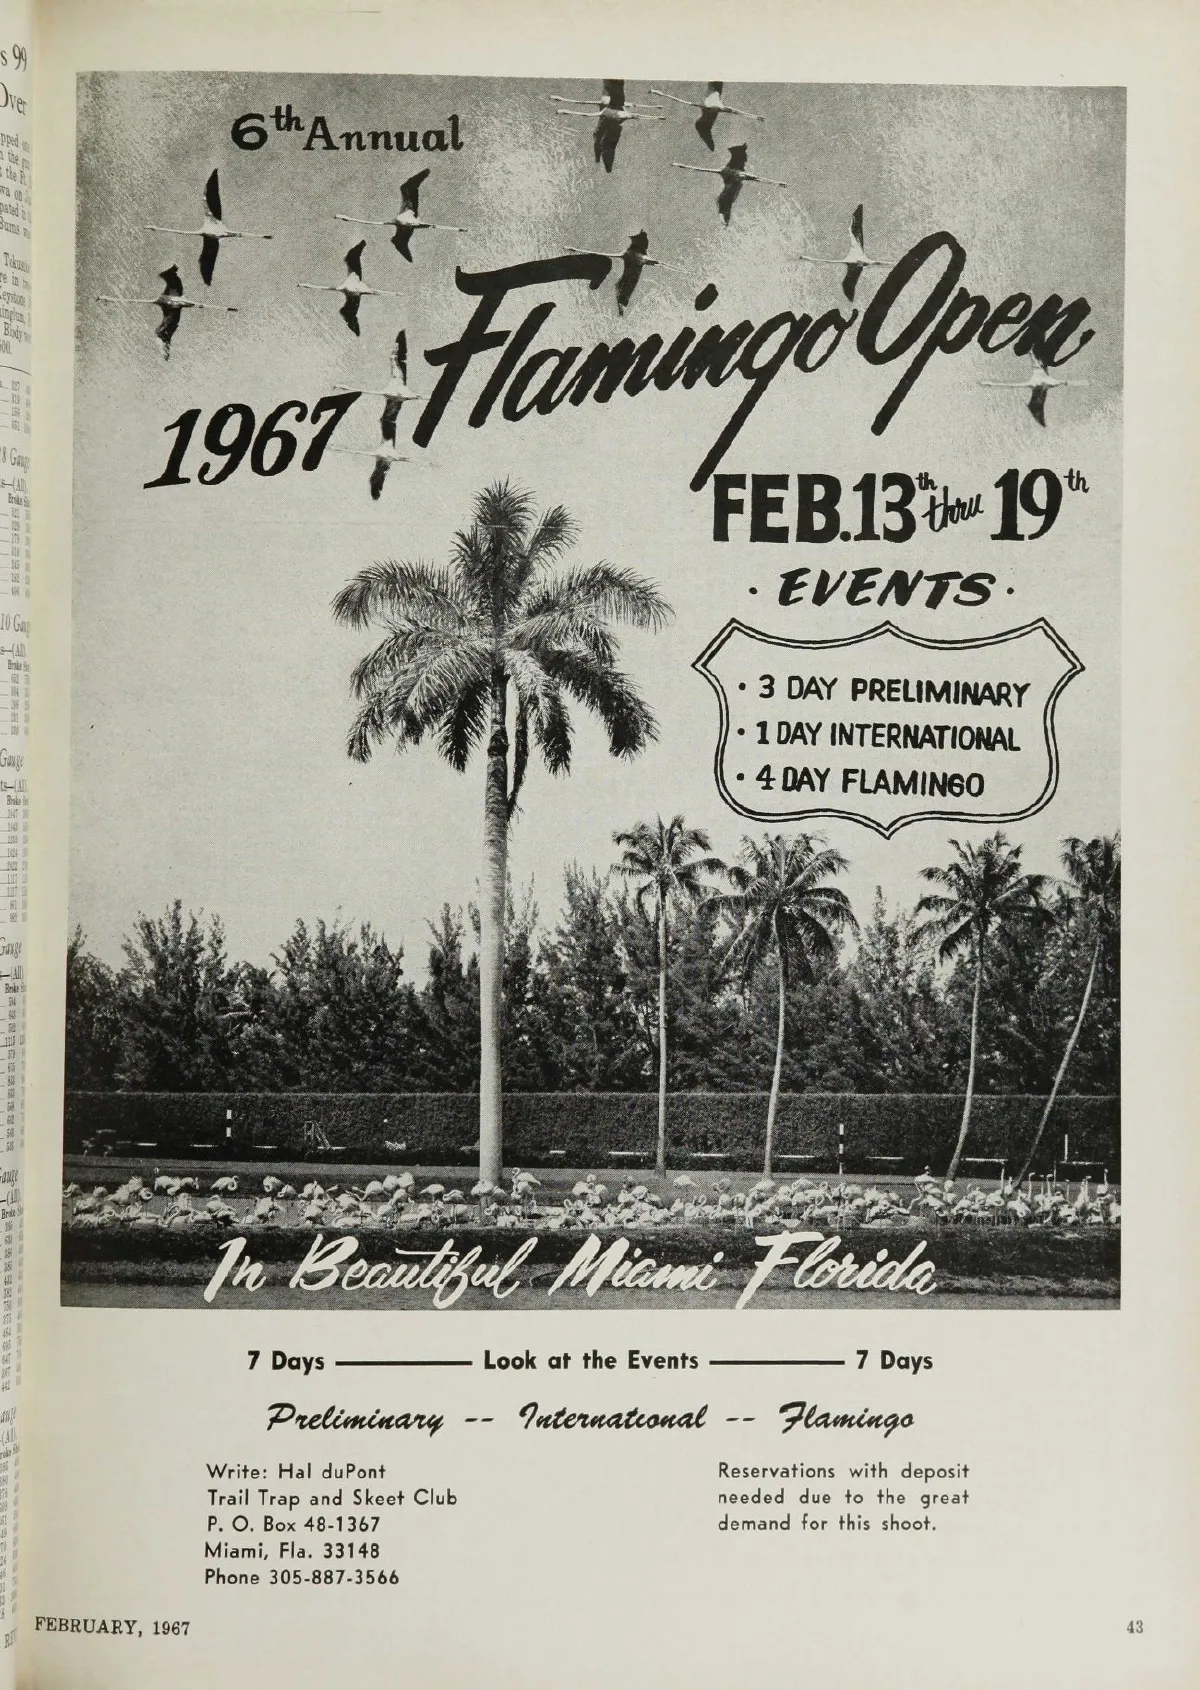 6th Annual
1967 Flamingo Open
FEB. 13th thru 19th
· EVENTS ·
· 3 DAY PRELIMINARY
· 1 DAY INTERNATIONAL
· 4 DAY FLAMINGO
In Beautiful Miami Florida
7 Days Look at the Events 7 Days
Preliminary -- International -- Flamingo
Write: Hal duPont
Trail Trap and Skeet Club
P. O. Box 48-1367
Miami, Fla. 33148
Phone 305-887-3566
Reservations with deposit
needed due to the great
demand for this shoot.
FEBRUARY, 1967
43